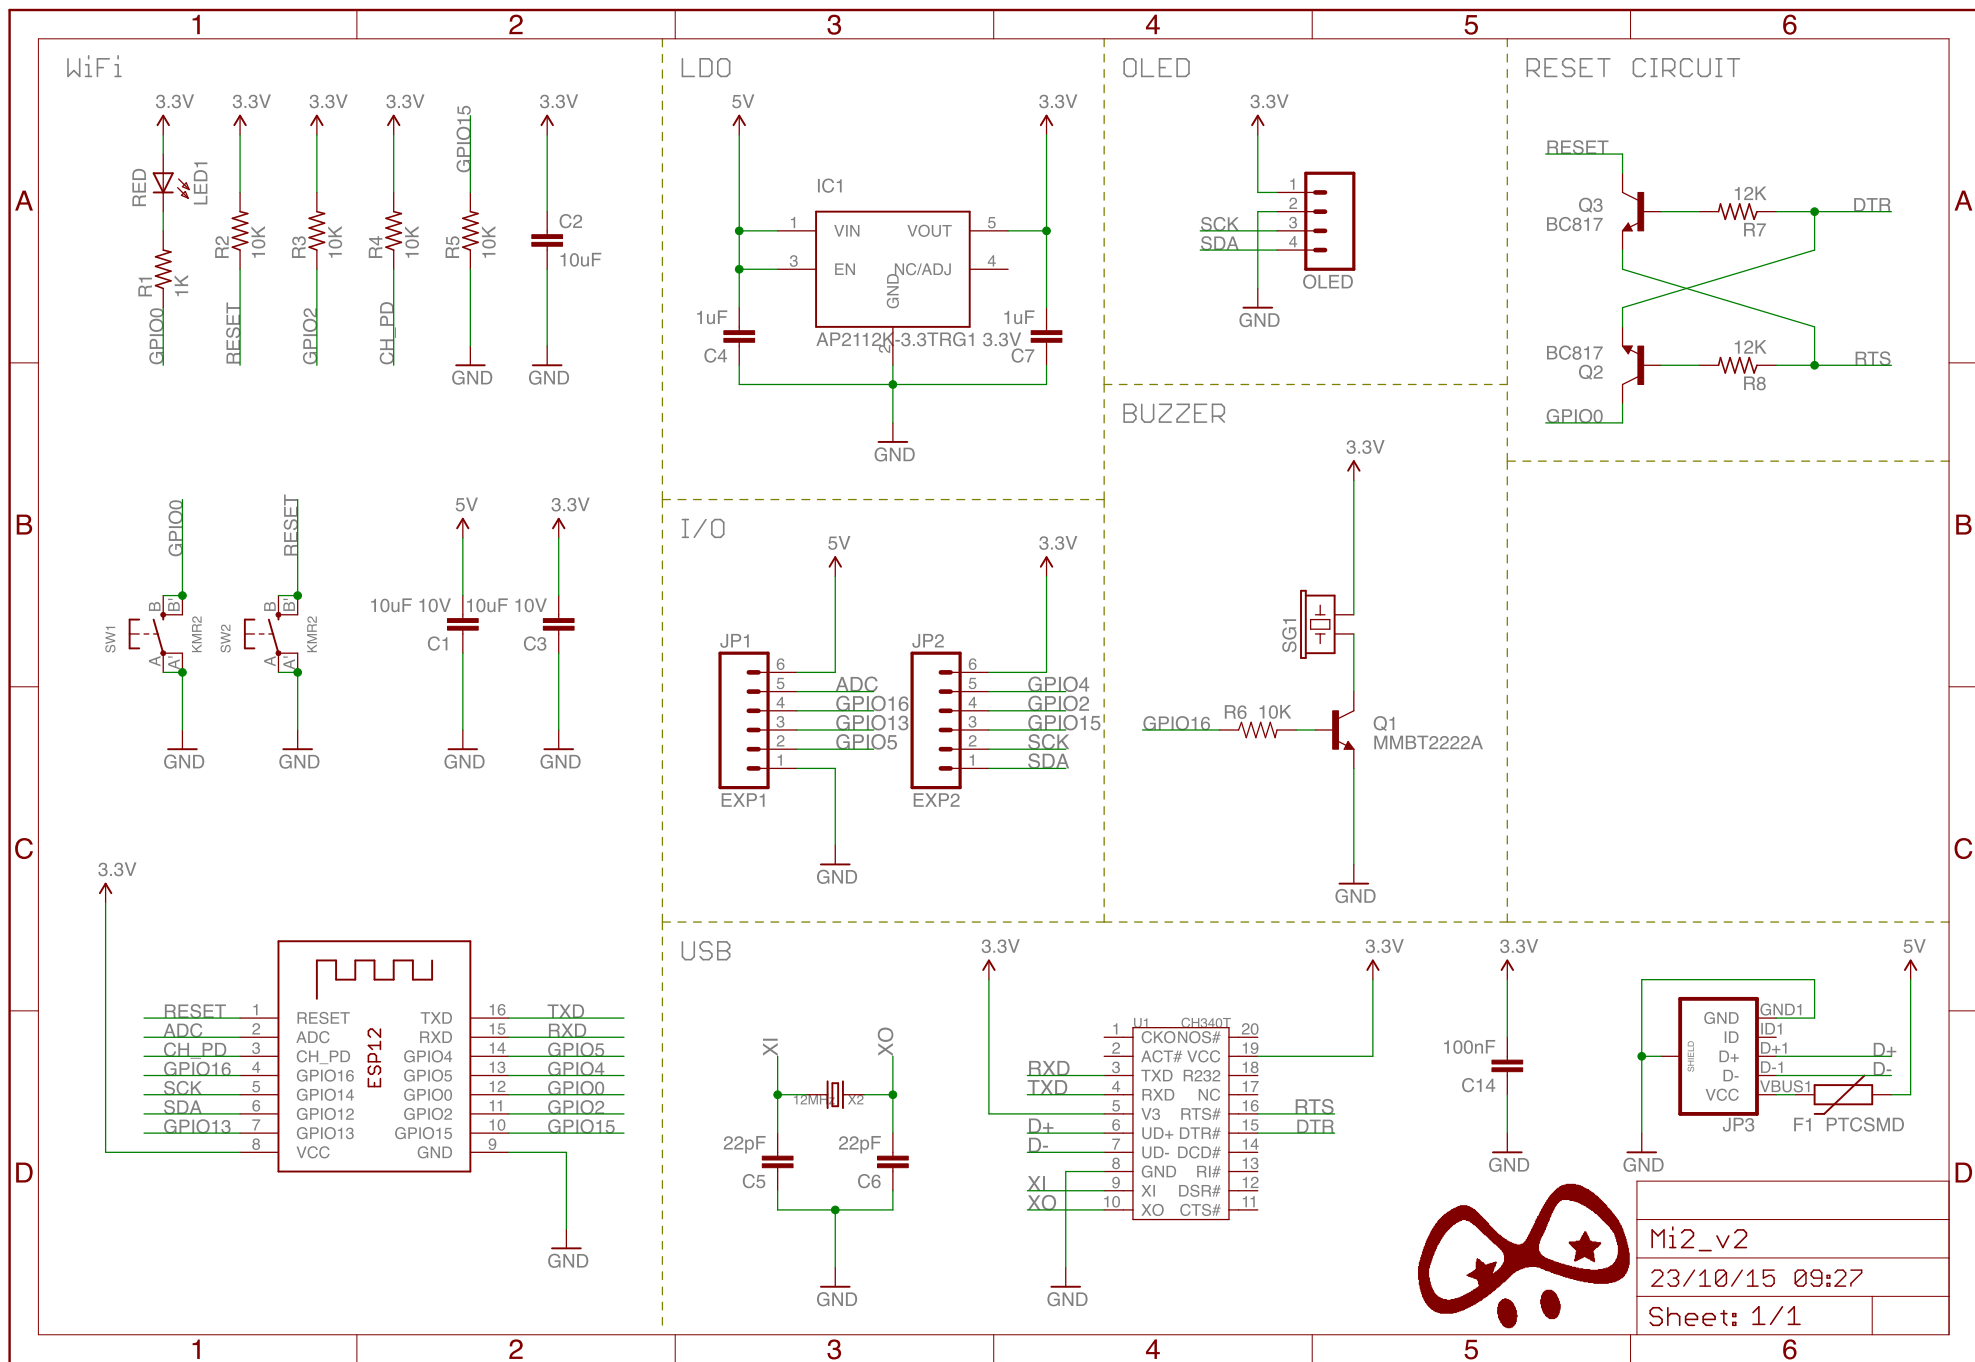 1 2 3 4 5 6
A
B
C
D
A
B
C
D
1 2 3 4 5 6
WiFi
3.3V 3.3V 3.3V 3.3V GPIO15 3.3V
RED LED1
R1 1K
GPIO0
R2 10K
RESET
R3 10K
GPIO2
R4 10K
CH_PD
R5 10K
GND
C2
10uF
GND
GPIO0
SW1 B B' A A' KMR2
GND
RESET
SW2 B B' A A' KMR2
GND
5V
10uF 10V
C1
GND
3.3V
10uF 10V
C3
GND
3.3V
ESP12
RESET 1 RESET TXD 16 TXD
ADC 2 ADC RXD 15 RXD
CH_PD 3 CH_PD GPIO4 14 GPIO5
GPIO16 4 GPIO16 GPIO5 13 GPIO4
SCK 5 GPIO14 GPIO0 12 GPIO0
SDA 6 GPIO12 GPIO2 11 GPIO2
GPIO13 7 GPIO13 GPIO15 10 GPIO15
8 VCC GND 9
GND
LDO
5V 3.3V
IC1
1 VIN VOUT 5
3 EN NC/ADJ 4
GND
2
AP2112K-3.3TRG1 3.3V
1uF
C4
1uF
C7
GND
I/O
5V 3.3V
JP1
6
5 ADC
4 GPIO16
3 GPIO13
2 GPIO5
1
EXP1
GND
JP2
6
5 GPIO4
4 GPIO2
3 GPIO15
2 SCK
1 SDA
EXP2
OLED
3.3V
1
2
SCK 3
SDA 4
OLED
GND
BUZZER
3.3V
SG1
GPIO16 R6 10K
Q1
MMBT2222A
GND
RESET CIRCUIT
RESET
Q3
BC817
12K
R7
DTR
BC817
Q2
12K
R8
RTS
GPIO0
USB
XI XO
12MHz X2
22pF
C5
22pF
C6
GND
3.3V 3.3V
U1 CH340T
1 CKO NOS# 20
2 ACT# VCC 19
RXD 3 TXD R232 18
TXD 4 RXD NC 17
5 V3 RTS# 16 RTS
D+ 6 UD+ DTR# 15 DTR
D- 7 UD- DCD# 14
8 GND RI# 13
XI 9 XI DSR# 12
XO 10 XO CTS# 11
GND
3.3V
100nF
C14
GND
5V
SHIELD
GND GND1
ID ID1
D+ D+1 D+
D- D-1 D-
VCC VBUS1
JP3
F1 PTCSMD
GND
Mi2_v2
23/10/15 09:27
Sheet: 1/1